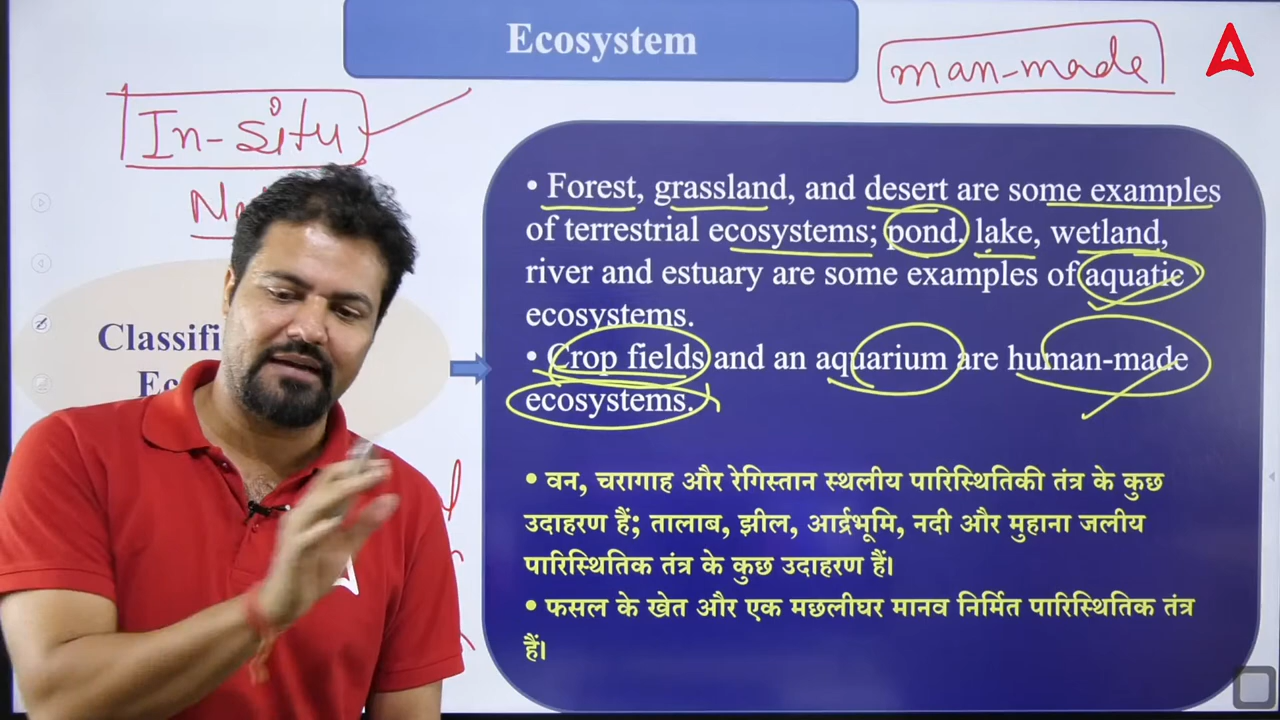 Ecosystem
man-made
In-situ
• Forest, grassland, and desert are some examples
of terrestrial ecosystems; pond, lake, wetland,
river and estuary are some examples of aquatic
ecosystems.
• Crop fields and an aquarium are human-made
ecosystems.
• वन, चरागाह और रेगिस्तान स्थलीय पारिस्थितिकी तंत्र के कुछ
उदाहरण हैं; तालाब, झील, आर्द्रभूमि, नदी और मुहाना जलीय
पारिस्थितिक तंत्र के कुछ उदाहरण हैं।
• फसल के खेत और एक मछलीघर मानव निर्मित पारिस्थितिक तंत्र
हैं।